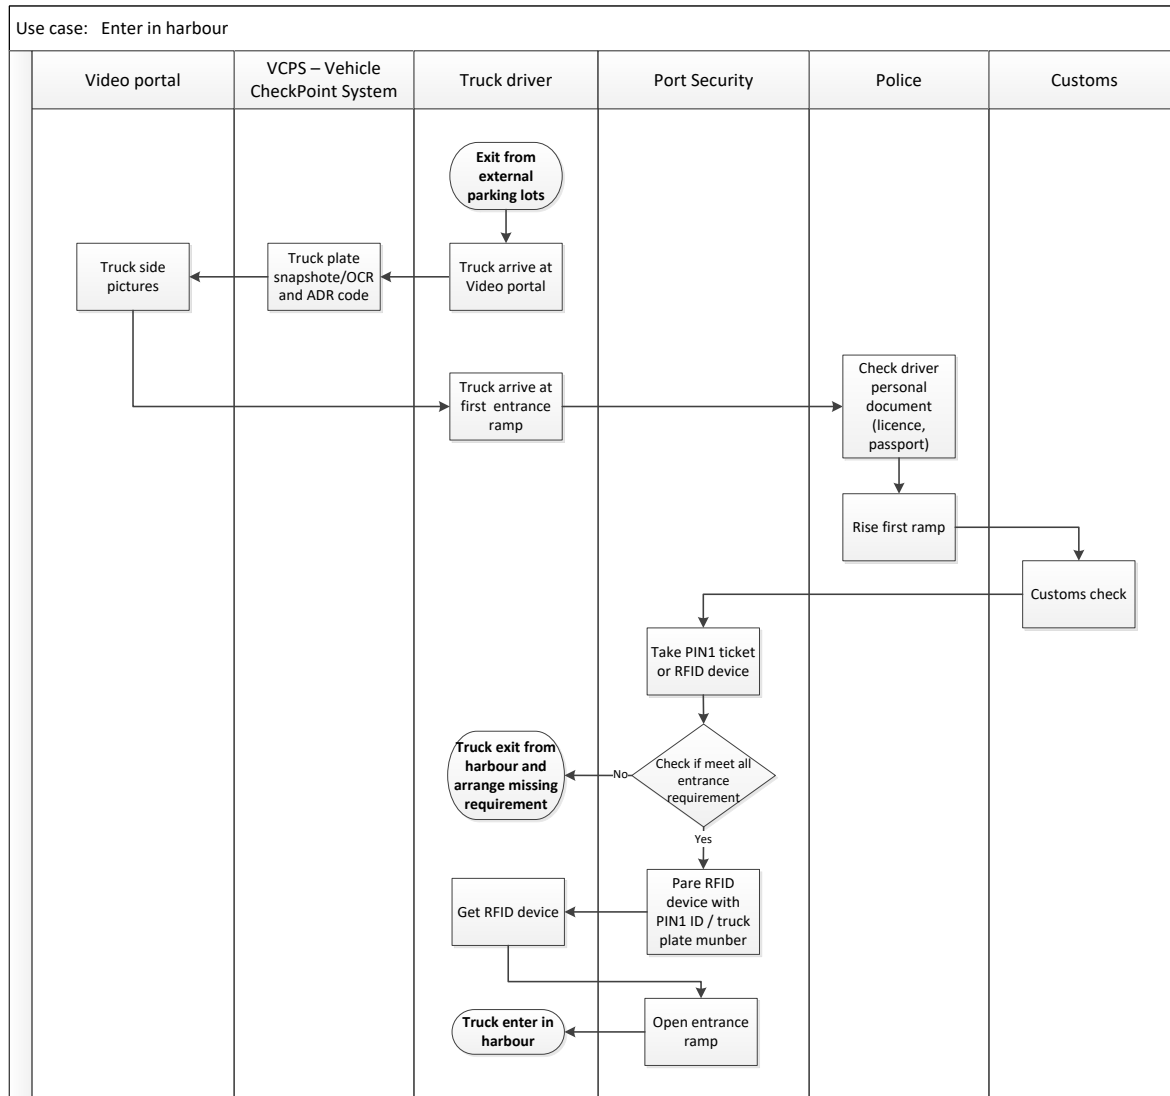 Use case:   Enter in harbour
Video portal
VCPS – Vehicle
CheckPoint System
Truck driver
Port Security
Police
Customs
Exit from
external
parking lots
Truck side
pictures
Truck plate
snapshote/OCR
and ADR code
Truck arrive at
Video portal
Truck arrive at
first  entrance
ramp
Check driver
personal
document
(licence,
passport)
Rise first ramp
Customs check
Take PIN1 ticket
or RFID device
Truck exit from
harbour and
arrange missing
requirement
No
Check if meet all
entrance
requirement
Yes
Get RFID device
Pare RFID
device with
PIN1 ID / truck
plate munber
Truck enter in
harbour
Open entrance
ramp